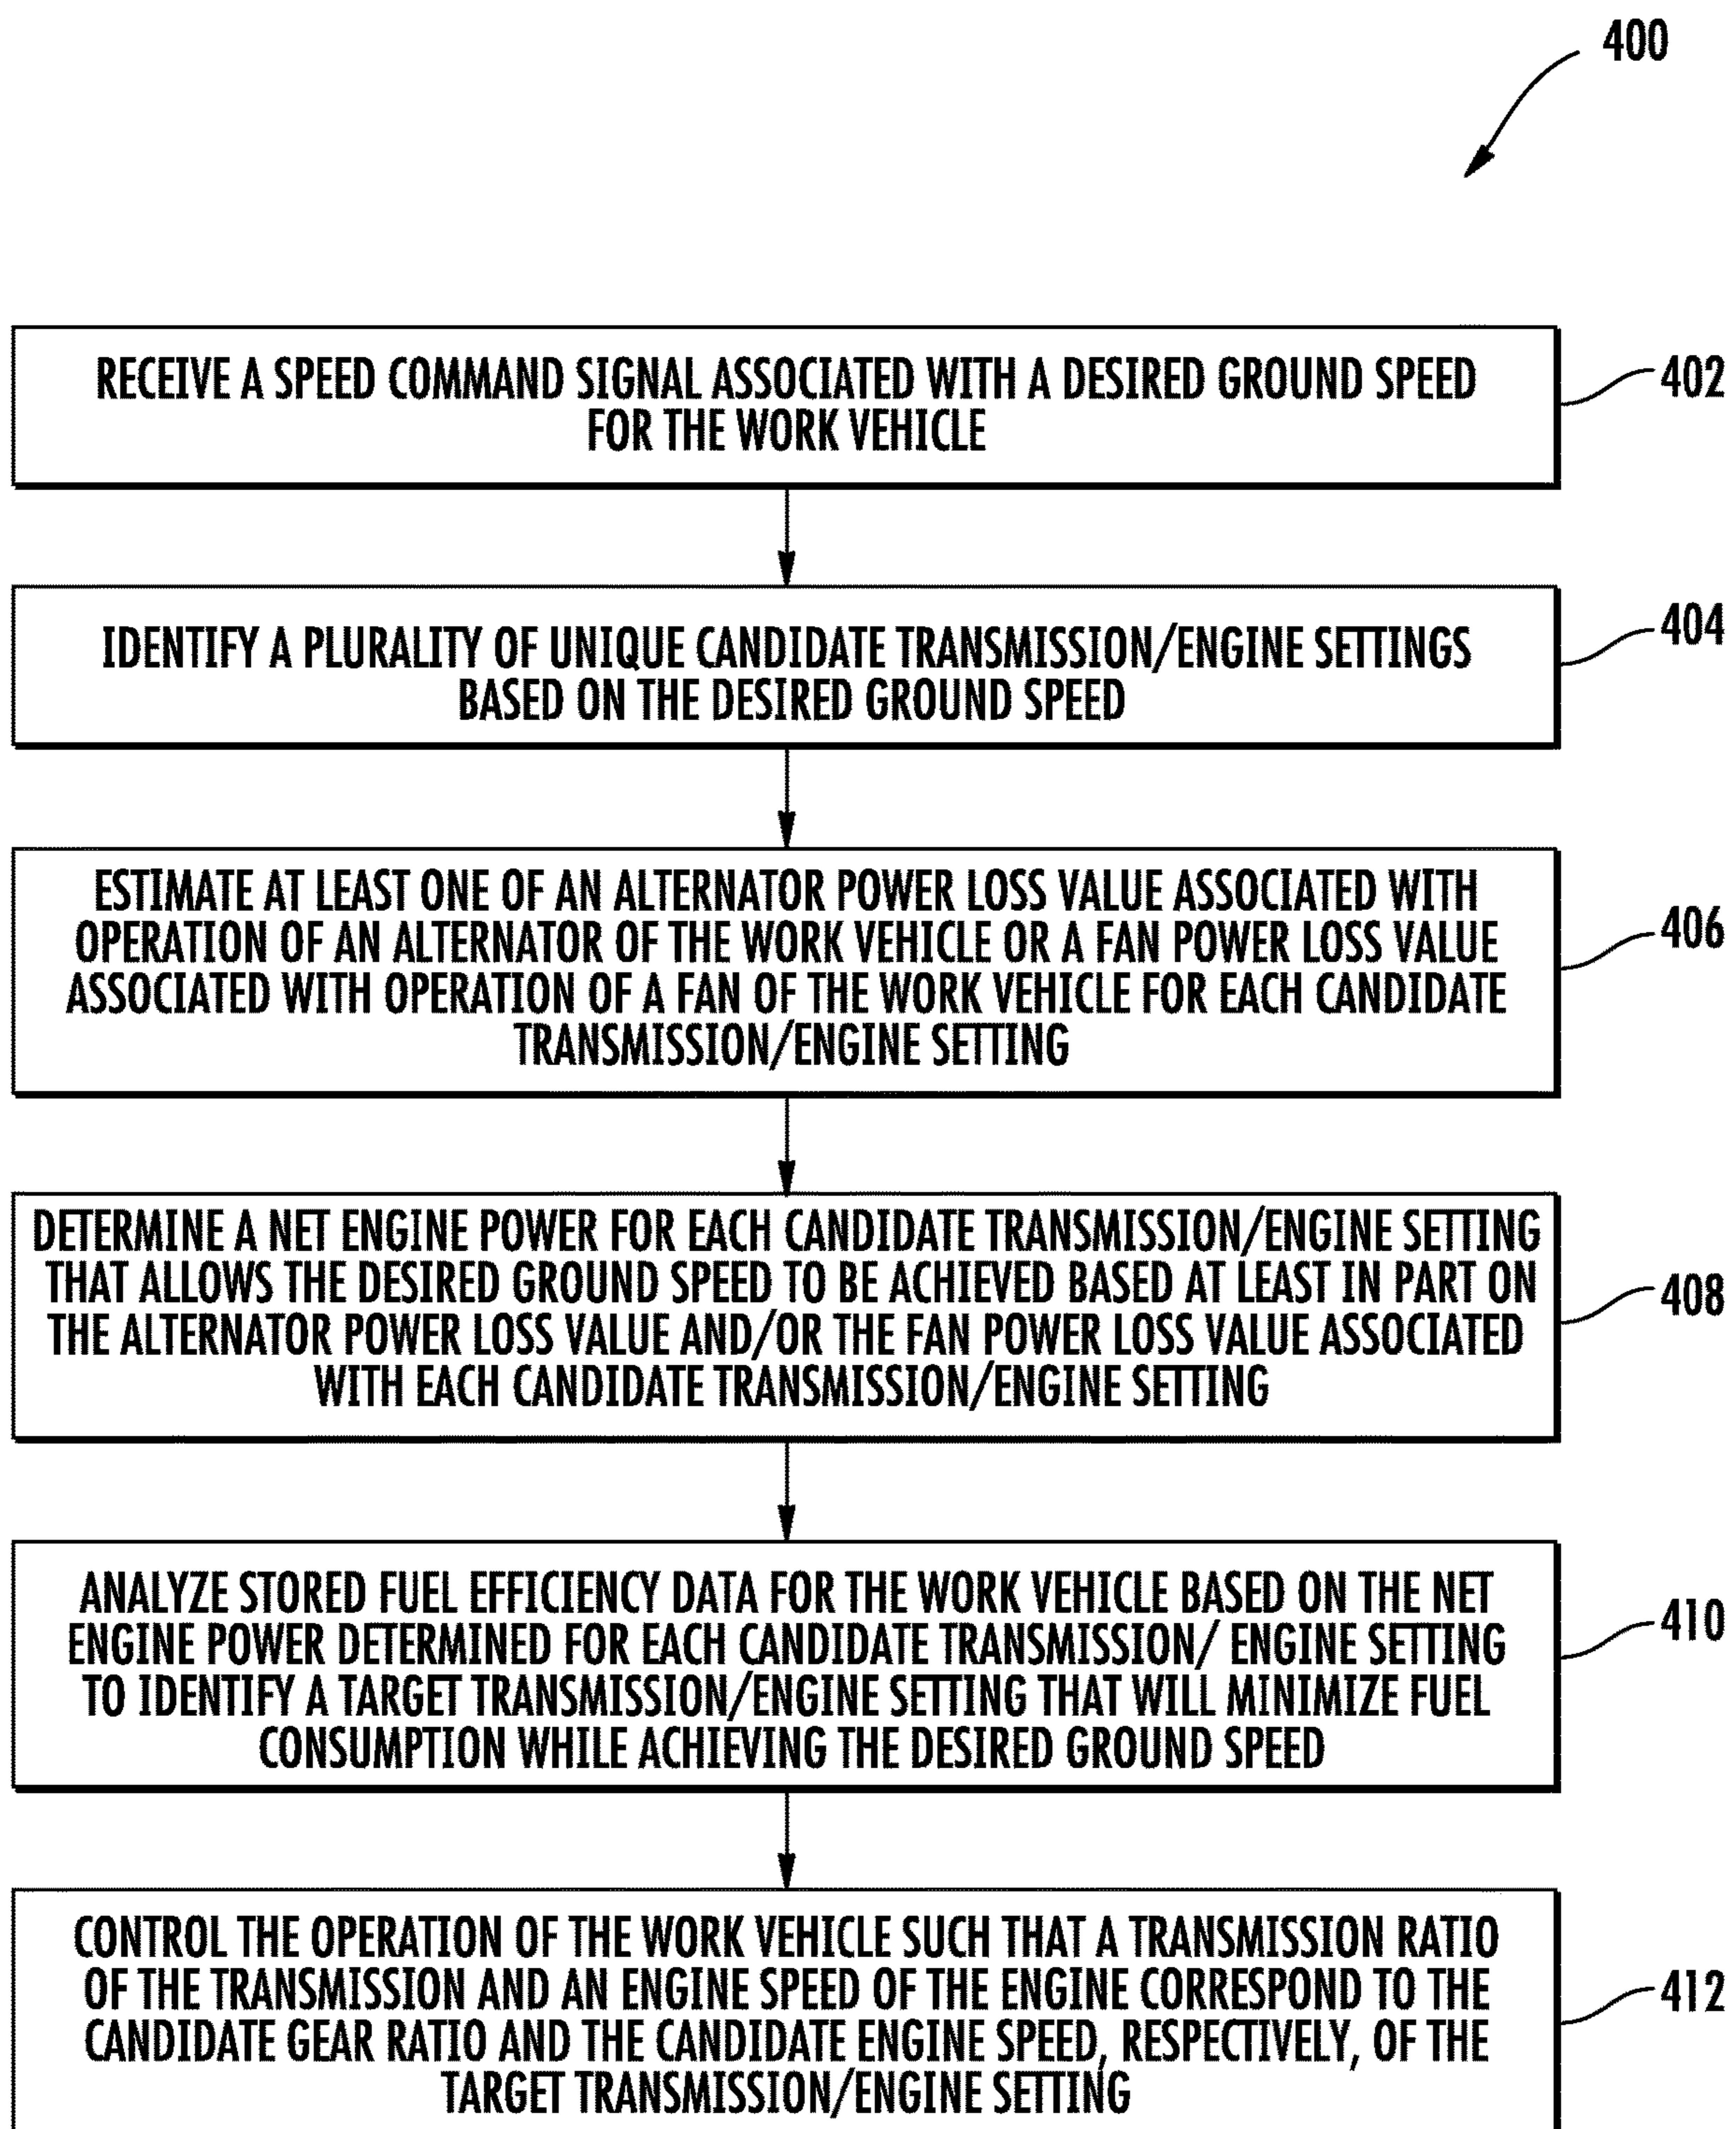 400
RECEIVE A SPEED COMMAND SIGNAL ASSOCIATED WITH A DESIRED GROUND SPEED
FOR THE WORK VEHICLE
402
IDENTIFY A PLURALITY OF UNIQUE CANDIDATE TRANSMISSION/ENGINE SETTINGS
BASED ON THE DESIRED GROUND SPEED
404
ESTIMATE AT LEAST ONE OF AN ALTERNATOR POWER LOSS VALUE ASSOCIATED WITH
OPERATION OF AN ALTERNATOR OF THE WORK VEHICLE OR A FAN POWER LOSS VALUE
ASSOCIATED WITH OPERATION OF A FAN OF THE WORK VEHICLE FOR EACH CANDIDATE
TRANSMISSION/ENGINE SETTING
406
DETERMINE A NET ENGINE POWER FOR EACH CANDIDATE TRANSMISSION/ENGINE SETTING
THAT ALLOWS THE DESIRED GROUND SPEED TO BE ACHIEVED BASED AT LEAST IN PART ON
THE ALTERNATOR POWER LOSS VALUE AND/OR THE FAN POWER LOSS VALUE ASSOCIATED
WITH EACH CANDIDATE TRANSMISSION/ENGINE SETTING
408
ANALYZE STORED FUEL EFFICIENCY DATA FOR THE WORK VEHICLE BASED ON THE NET
ENGINE POWER DETERMINED FOR EACH CANDIDATE TRANSMISSION/ ENGINE SETTING
TO IDENTIFY A TARGET TRANSMISSION/ENGINE SETTING THAT WILL MINIMIZE FUEL
CONSUMPTION WHILE ACHIEVING THE DESIRED GROUND SPEED
410
CONTROL THE OPERATION OF THE WORK VEHICLE SUCH THAT A TRANSMISSION RATIO
OF THE TRANSMISSION AND AN ENGINE SPEED OF THE ENGINE CORRESPOND TO THE
CANDIDATE GEAR RATIO AND THE CANDIDATE ENGINE SPEED, RESPECTIVELY, OF THE
TARGET TRANSMISSION/ENGINE SETTING
412